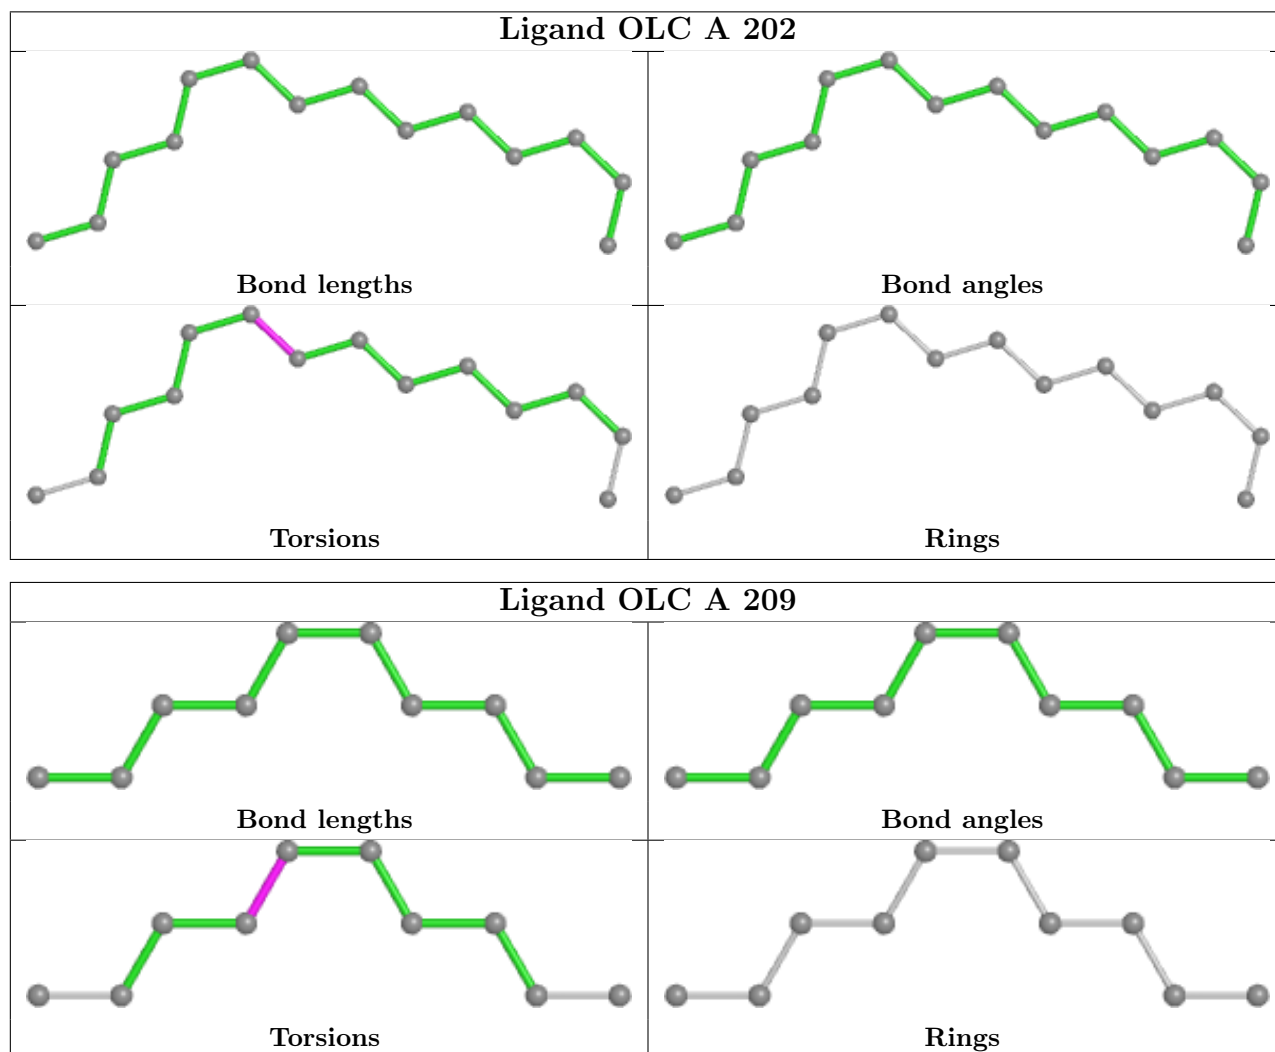 Ligand OLC A 202
Bond lengths
Bond angles
Torsions
Rings
Ligand OLC A 209
Bond lengths
Bond angles
Torsions
Rings